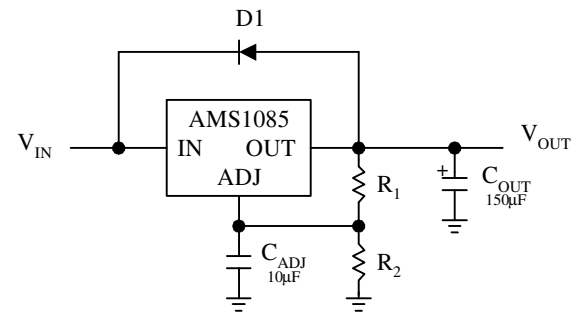 D1
AMS1085
V_IN
IN OUT
V_OUT
ADJ
+
R_1
C_OUT
150μF
C_ADJ
10μF
R_2